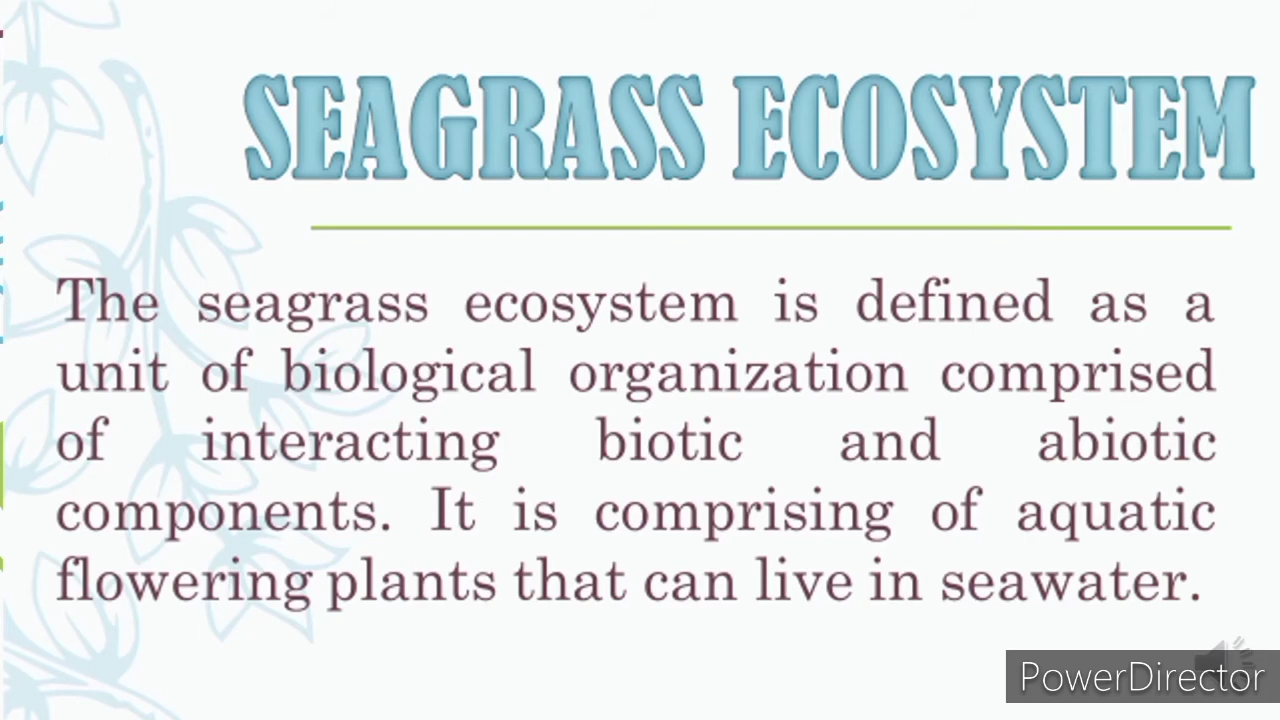 SEAGRASS ECOSYSTEM
The seagrass ecosystem is defined as a
unit of biological organization comprised
of interacting biotic and abiotic
components. It is comprising of aquatic
flowering plants that can live in seawater.
PowerDirector